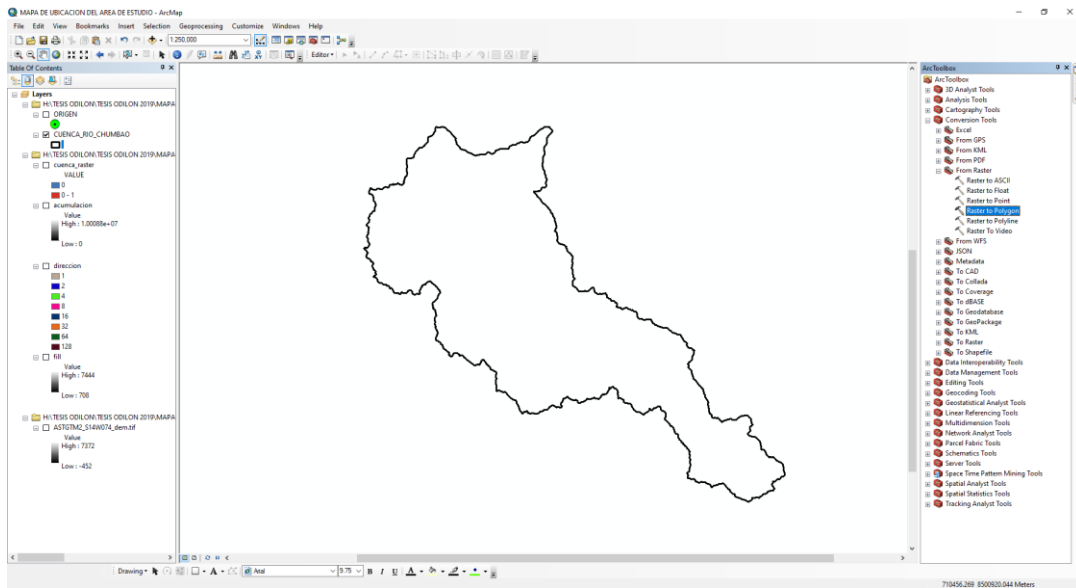 MAPA DE UBICACION DEL AREA DE ESTUDIO - ArcMap
File Edit View Bookmarks Insert Selection Geoprocessing Customize Windows Help
1:250,000
Editor
Table Of Contents
Layers
H:\TESIS ODILON\TESIS ODILON 2019\MAPA
ORIGEN
CUENCA_RIO_CHUMBAO
H:\TESIS ODILON\TESIS ODILON 2019\MAPA
cuenca_raster
VALUE
0
0 - 1
acumulacion
Value
High : 1.00088e+07
Low : 0
direccion
1
2
4
8
16
32
64
128
fill
Value
High : 7444
Low : 708
H:\TESIS ODILON\TESIS ODILON 2019\MAPA
ASTGTM2_S14W074_dem.tif
Value
High : 7372
Low : -452
ArcToolbox
ArcToolbox
3D Analyst Tools
Analysis Tools
Cartography Tools
Conversion Tools
Excel
From GPS
From KML
From PDF
From Raster
Raster to ASCII
Raster to Float
Raster to Point
Raster to Polygon
Raster to Polyline
Raster To Video
From WFS
JSON
Metadata
To CAD
To Collada
To Coverage
To dBASE
To Geodatabase
To GeoPackage
To KML
To Raster
To Shapefile
Data Interoperability Tools
Data Management Tools
Editing Tools
Geocoding Tools
Geostatistical Analyst Tools
Linear Referencing Tools
Multidimension Tools
Network Analyst Tools
Parcel Fabric Tools
Schematics Tools
Server Tools
Space Time Pattern Mining Tools
Spatial Analyst Tools
Spatial Statistics Tools
Tracking Analyst Tools
Drawing A Arial 9.75 B I U A
710456.269 8500920.044 Meters